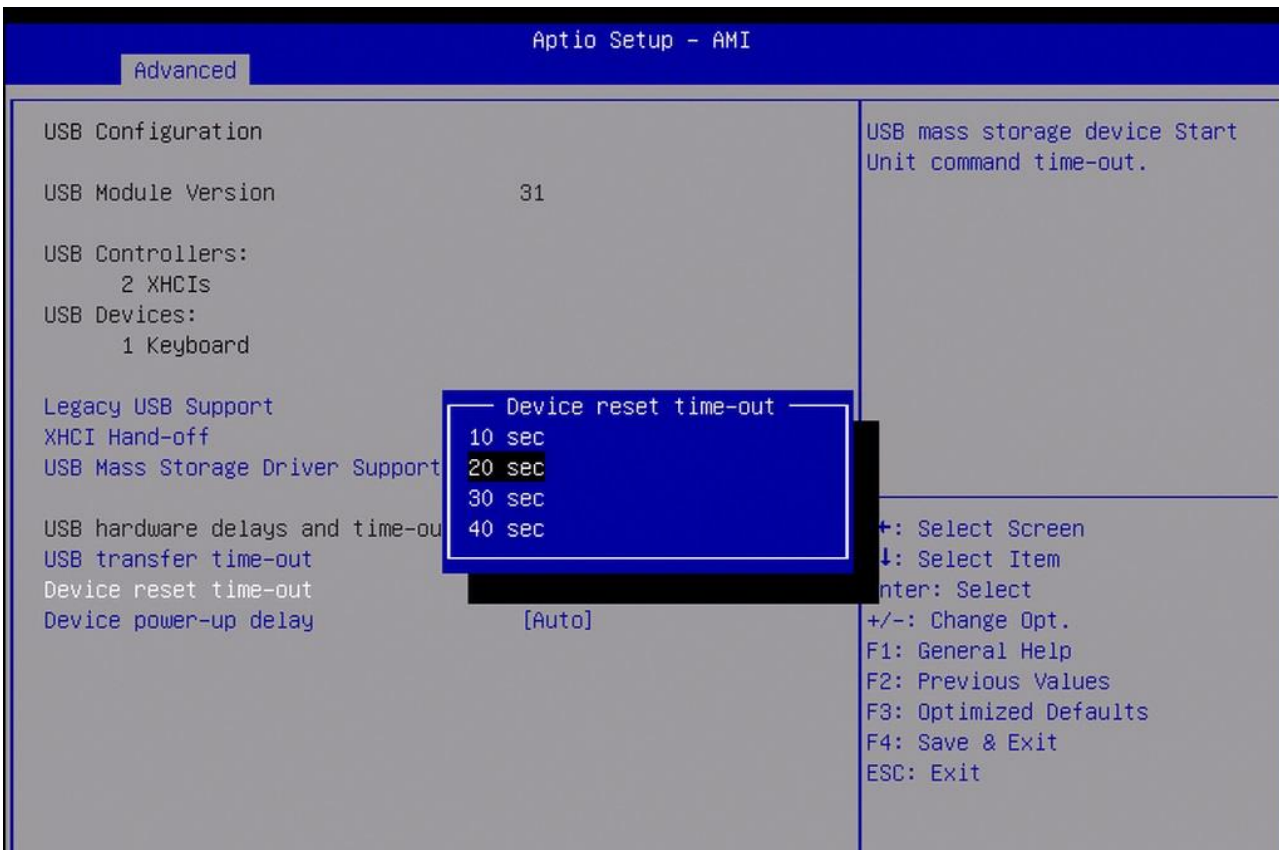 Aptio Setup – AMI
Advanced
USB Configuration
USB Module Version 31
USB Controllers:
2 XHCIs
USB Devices:
1 Keyboard
Legacy USB Support
XHCI Hand-off
USB Mass Storage Driver Support
USB hardware delays and time-ou
USB transfer time-out
Device reset time-out
Device power-up delay [Auto]
Device reset time-out
10 sec
20 sec
30 sec
40 sec
USB mass storage device Start
Unit command time-out.
←: Select Screen
↓: Select Item
nter: Select
+/-: Change Opt.
F1: General Help
F2: Previous Values
F3: Optimized Defaults
F4: Save & Exit
ESC: Exit